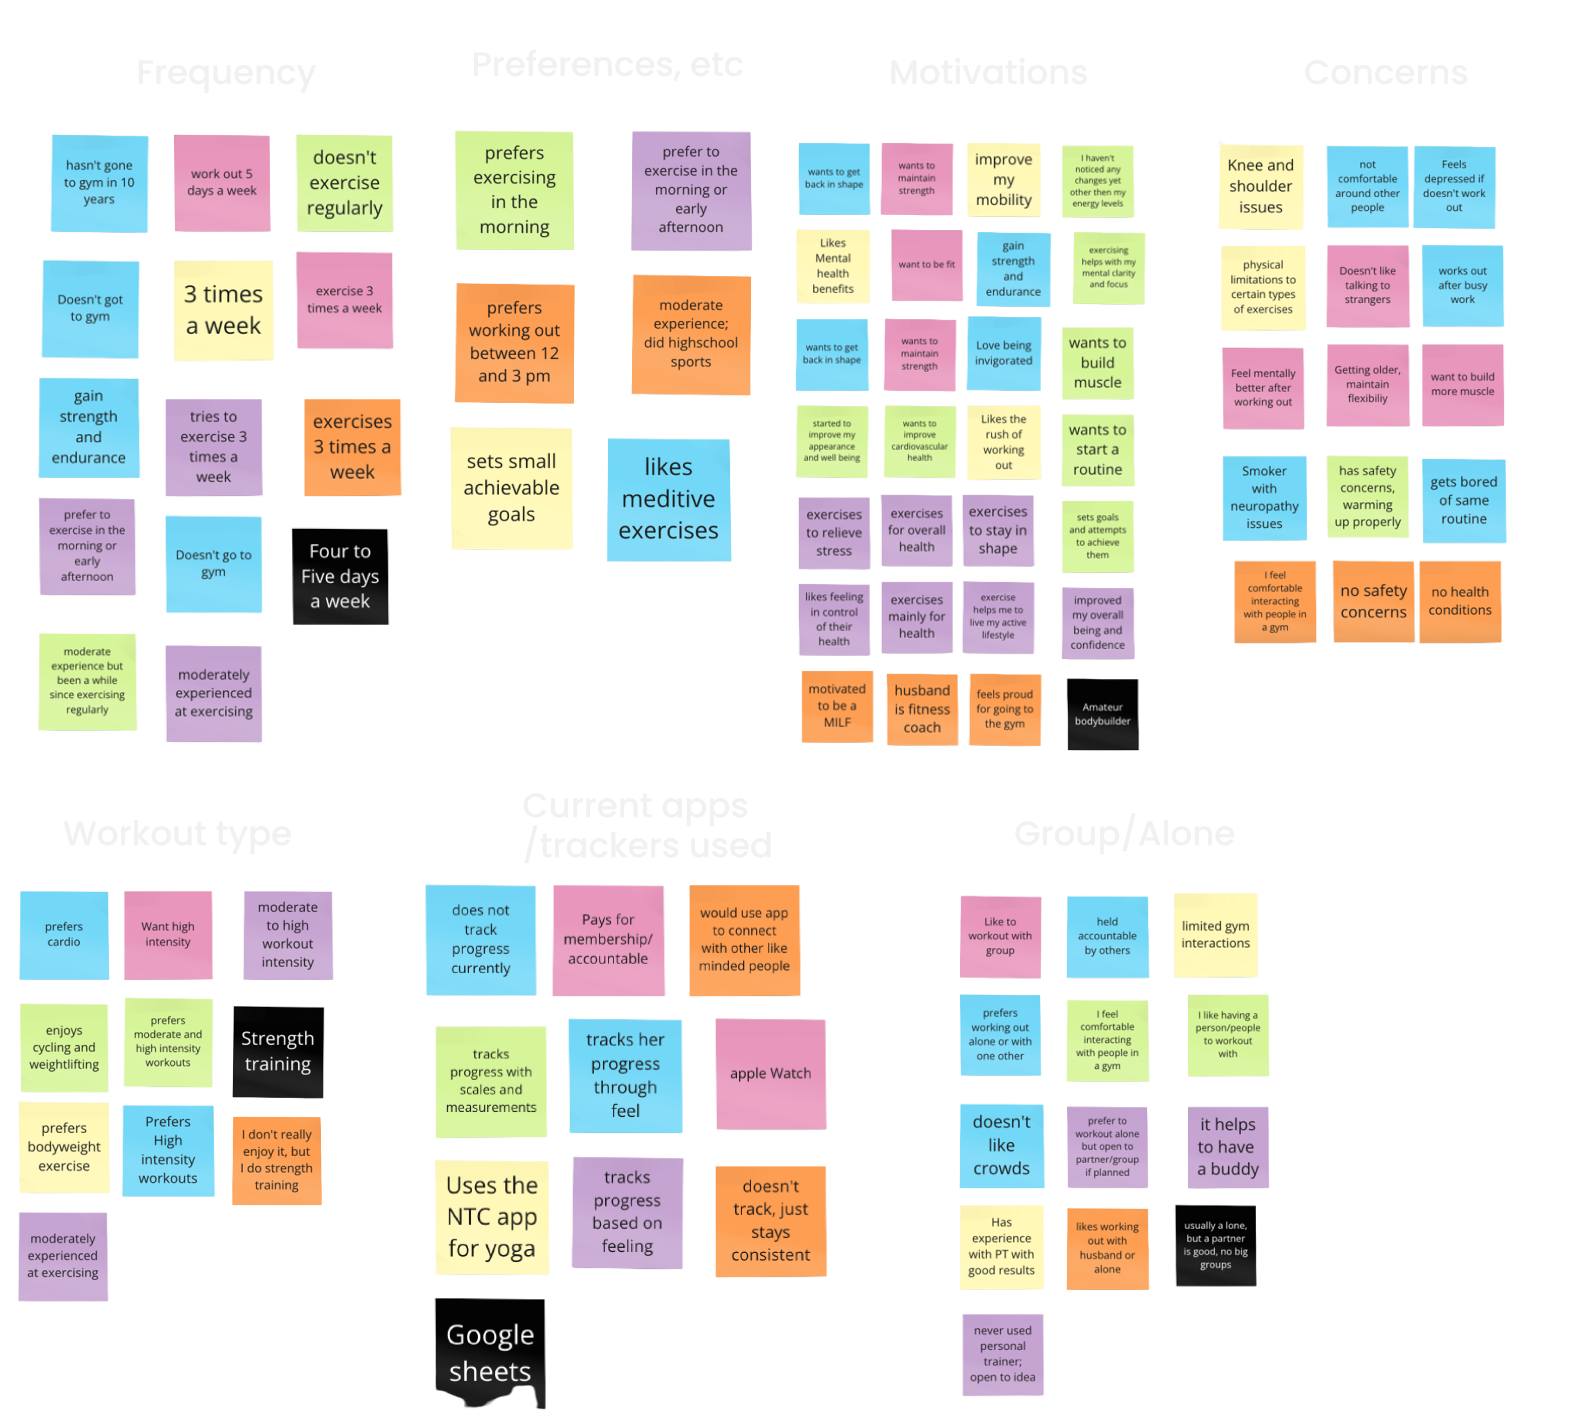 Frequency
hasn't gone
to gym in 10
years
work out 5
days a week
doesn't
exercise
regularly
Doesn't got
to gym
3 times
a week
exercise 3
times a week
gain
strength
and
endurance
tries to
exercise 3
times a
week
exercises
3 times a
week
prefer to
exercise in the
morning or
early
afternoon
Doesn't go to
gym
Four to
Five days
a week
moderate
experience but
been a while
since exercising
regularly
moderately
experienced
at exercising
Preferences, etc
prefers
exercising
in the
morning
prefer to
exercise in the
morning or
early
afternoon
prefers
working out
between 12
and 3 pm
moderate
experience;
did highschool
sports
sets small
achievable
goals
likes
meditive
exercises
Motivations
wants to get
back in shape
wants to
maintain
strength
improve
my
mobility
I haven't
noticed any
changes yet
other then my
energy levels
Likes
Mental
health
benefits
want to be fit
gain
strength
and
endurance
exercising
helps with my
mental clarity
and focus
wants to get
back in shape
wants to
maintain
strength
Love being
invigorated
wants to
build
muscle
started to
improve my
appearance
and well being
wants to
improve
cardiovascular
health
Likes the
rush of
working
out
wants to
start a
routine
exercises
to relieve
stress
exercises
for overall
health
exercises
to stay in
shape
sets goals
and attempts
to achieve
them
likes feeling
in control
of their
health
exercises
mainly for
health
exercise
helps me to
live my active
lifestyle
improved
my overall
being and
confidence
motivated
to be a
MILF
husband
is fitness
coach
feels proud
for going to
the gym
Amateur
bodybuilder
Concerns
Knee and
shoulder
issues
not
comfortable
around other
people
Feels
depressed if
doesn't work
out
physical
limitations to
certain types
of exercises
Doesn't like
talking to
strangers
works out
after busy
work
Feel mentally
better after
working out
Getting older,
maintain
flexibiliy
want to build
more muscle
Smoker
with
neuropathy
issues
has safety
concerns,
warming
up properly
gets bored
of same
routine
I feel
comfortable
interacting
with people in
a gym
no safety
concerns
no health
conditions
Workout type
prefers
cardio
Want high
intensity
moderate
to high
workout
intensity
enjoys
cycling and
weightlifting
prefers
moderate and
high intensity
workouts
Strength
training
prefers
bodyweight
exercise
Prefers
High
intensity
workouts
I don't really
enjoy it, but
I do strength
training
moderately
experienced
at exercising
Current apps
/trackers used
does not
track
progress
currently
Pays for
membership/
accountable
would use app
to connect
with other like
minded people
tracks
progress with
scales and
measurements
tracks her
progress
through
feel
apple Watch
Uses the
NTC app
for yoga
tracks
progress
based on
feeling
doesn't
track, just
stays
consistent
Google
sheets
Group/Alone
Like to
workout with
group
held
accountable
by others
limited gym
interactions
prefers
working out
alone or with
one other
I feel
comfortable
interacting
with people in
a gym
I like having a
person/people
to workout
with
doesn't
like
crowds
prefer to
workout alone
but open to
partner/group
if planned
it helps
to have
a buddy
Has
experience
with PT with
good results
likes working
out with
husband or
alone
usually a lone,
but a partner
is good, no big
groups
never used
personal
trainer;
open to idea